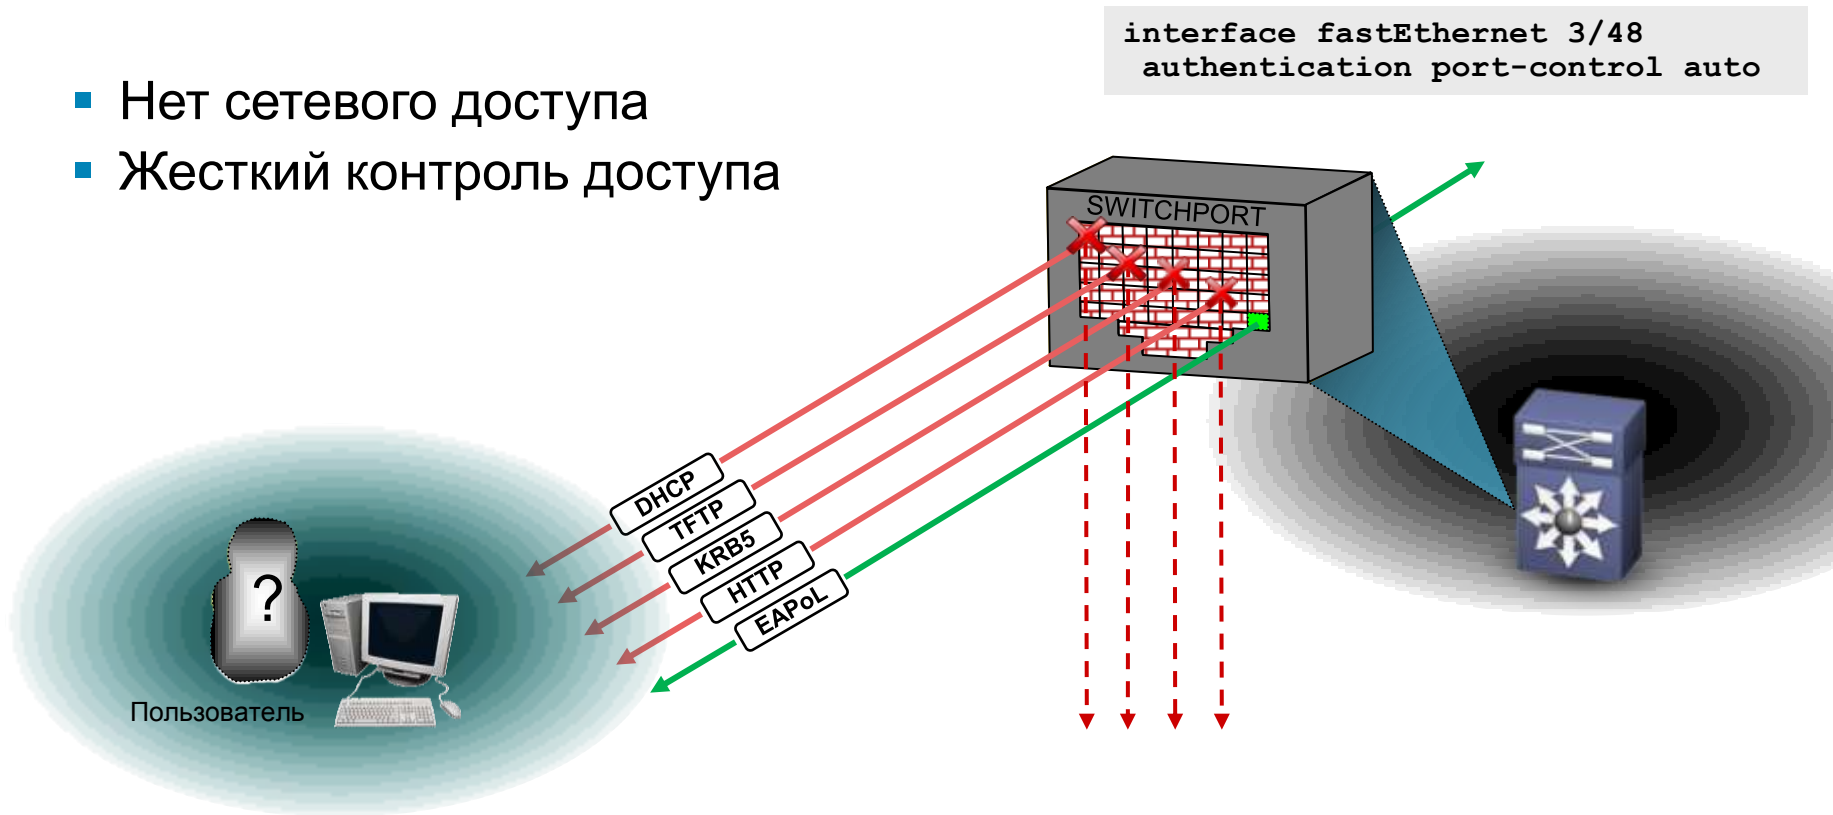 interface fastEthernet 3/48
authentication port-control auto
Нет сетевого доступа
Жесткий контроль доступа
SWITCHPORT
DHCP
TFTP
KRB5
HTTP
EAPoL
?
Пользователь